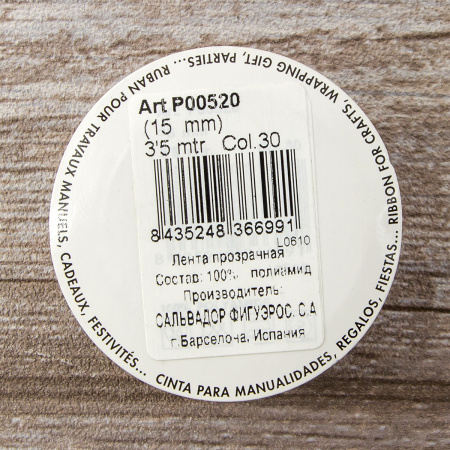 Art P00520
(15 mm)
3'5 mtr Col.30
8 435248 366991
L0610
Лента прозрачная
Состав: 100% полиамид
Производитель:
САЛЬВАДОР ФИГУЭРОС. С.А
г.Барселона, Испания
RUBAN POUR TRAVAUX MANUELS, CADEAUX, FESTIVITÉS...
RIBBON FOR CRAFTS, WRAPPING GIFT, PARTIES...
CINTA PARA MANUALIDADES, REGALOS, FIESTAS...